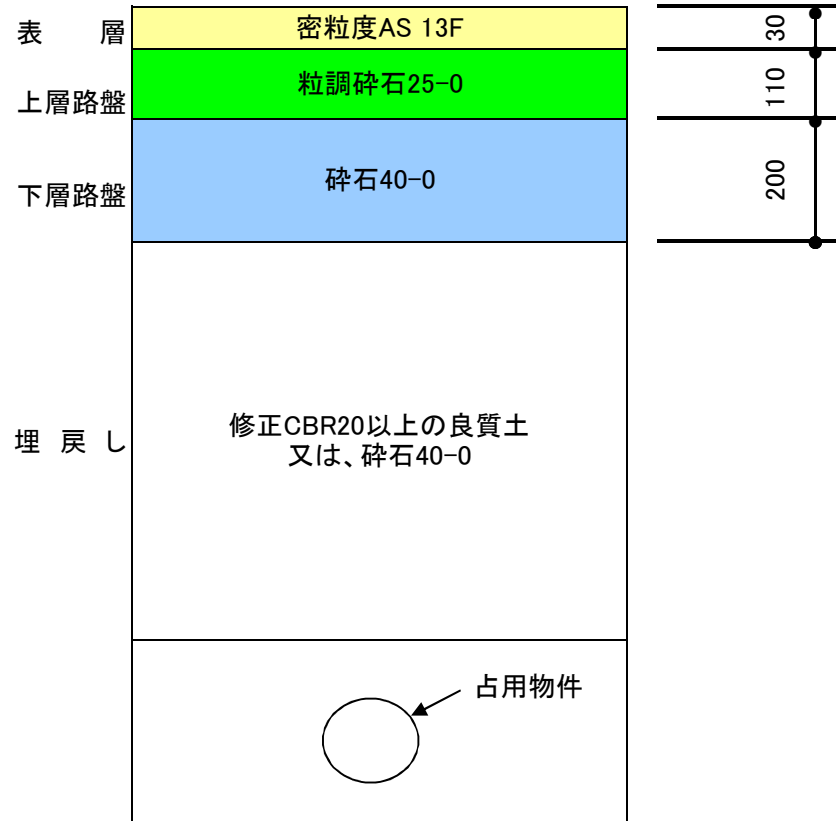 表　層
密粒度AS 13F
30
上層路盤
粒調砕石25-0
110
下層路盤
砕石40-0
200
埋 戻 し
修正CBR20以上の良質土
又は、砕石40-0
占用物件